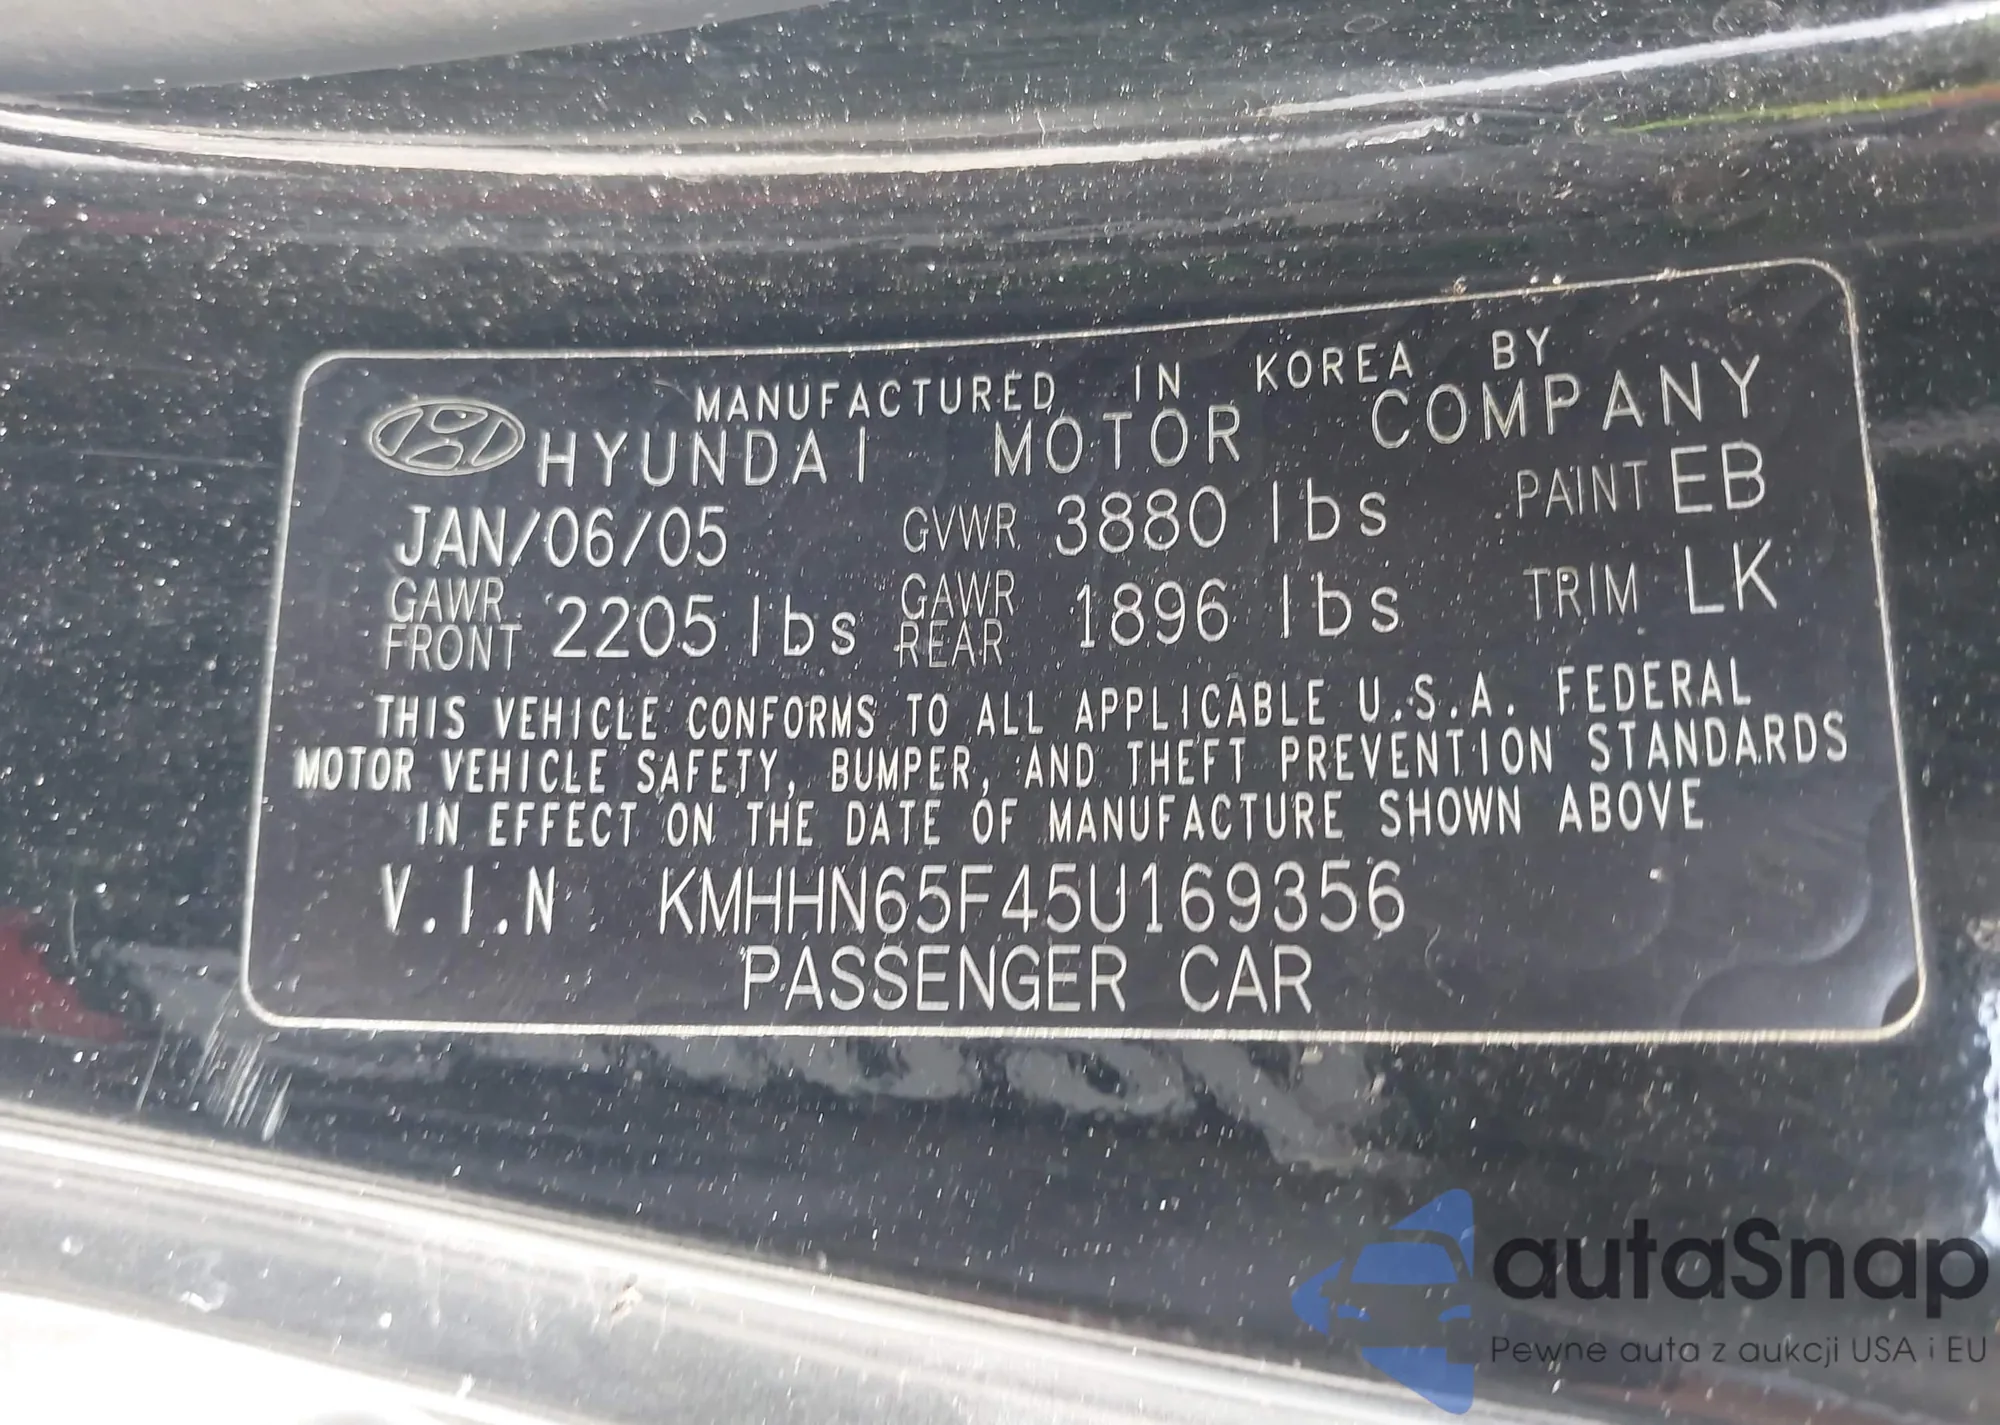 MANUFACTURED IN KOREA BY
HYUNDAI MOTOR COMPANY
JAN/06/05 GVWR 3880 lbs PAINT EB
GAWR FRONT 2205 lbs GAWR REAR 1896 lbs TRIM LK
THIS VEHICLE CONFORMS TO ALL APPLICABLE U.S.A. FEDERAL
MOTOR VEHICLE SAFETY, BUMPER, AND THEFT PREVENTION STANDARDS
IN EFFECT ON THE DATE OF MANUFACTURE SHOWN ABOVE
V.I.N KMHHN65F45U169356
PASSENGER CAR
autaSnap
Pewne auta z aukcji USA i EU